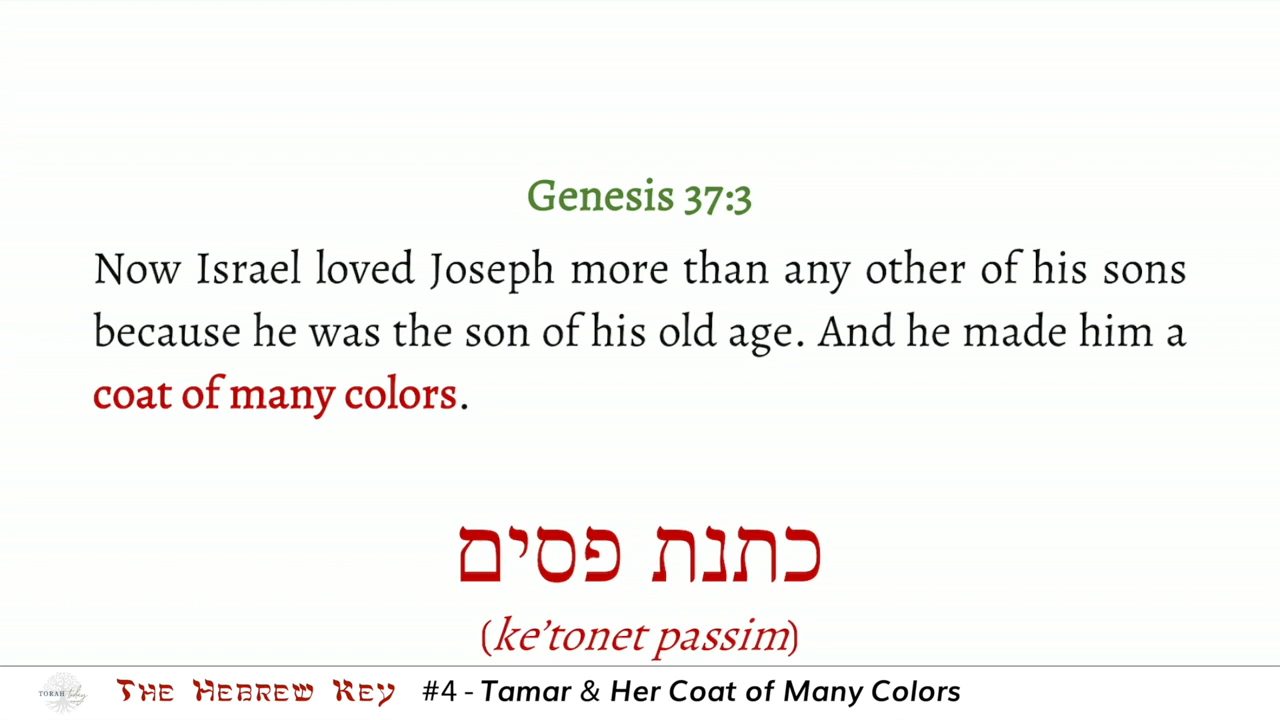 Genesis 37:3
Now Israel loved Joseph more than any other of his sons
because he was the son of his old age. And he made him a
coat of many colors.
כתנת פסים
(ke’tonet passim)
TORAH today
The Hebrew Key #4 - Tamar & Her Coat of Many Colors